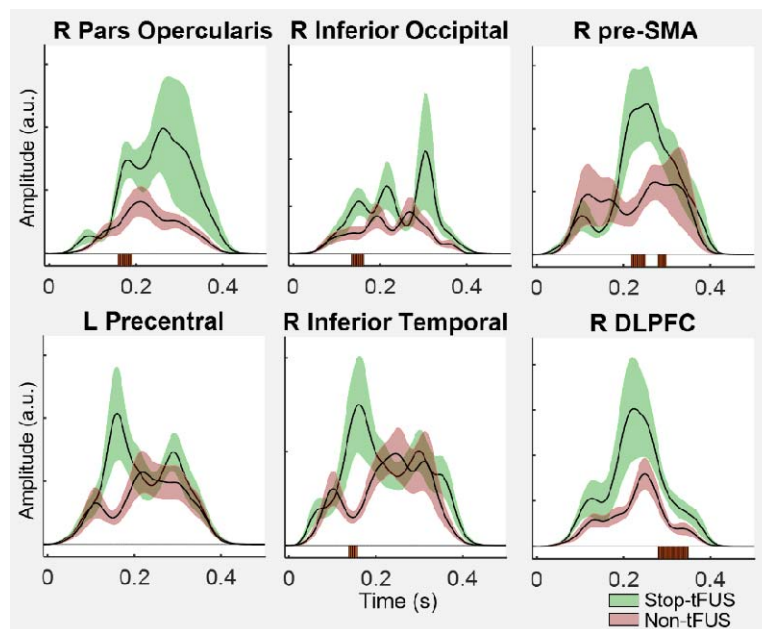 R Pars Opercularis
R Inferior Occipital
R pre-SMA
Amplitude (a.u.)
0 0.2 0.4
0 0.2 0.4
0 0.2 0.4
L Precentral
R Inferior Temporal
R DLPFC
Amplitude (a.u.)
0 0.2 0.4
0 0.2 0.4
0 0.2 0.4
Time (s)
Stop-tFUS
Non-tFUS